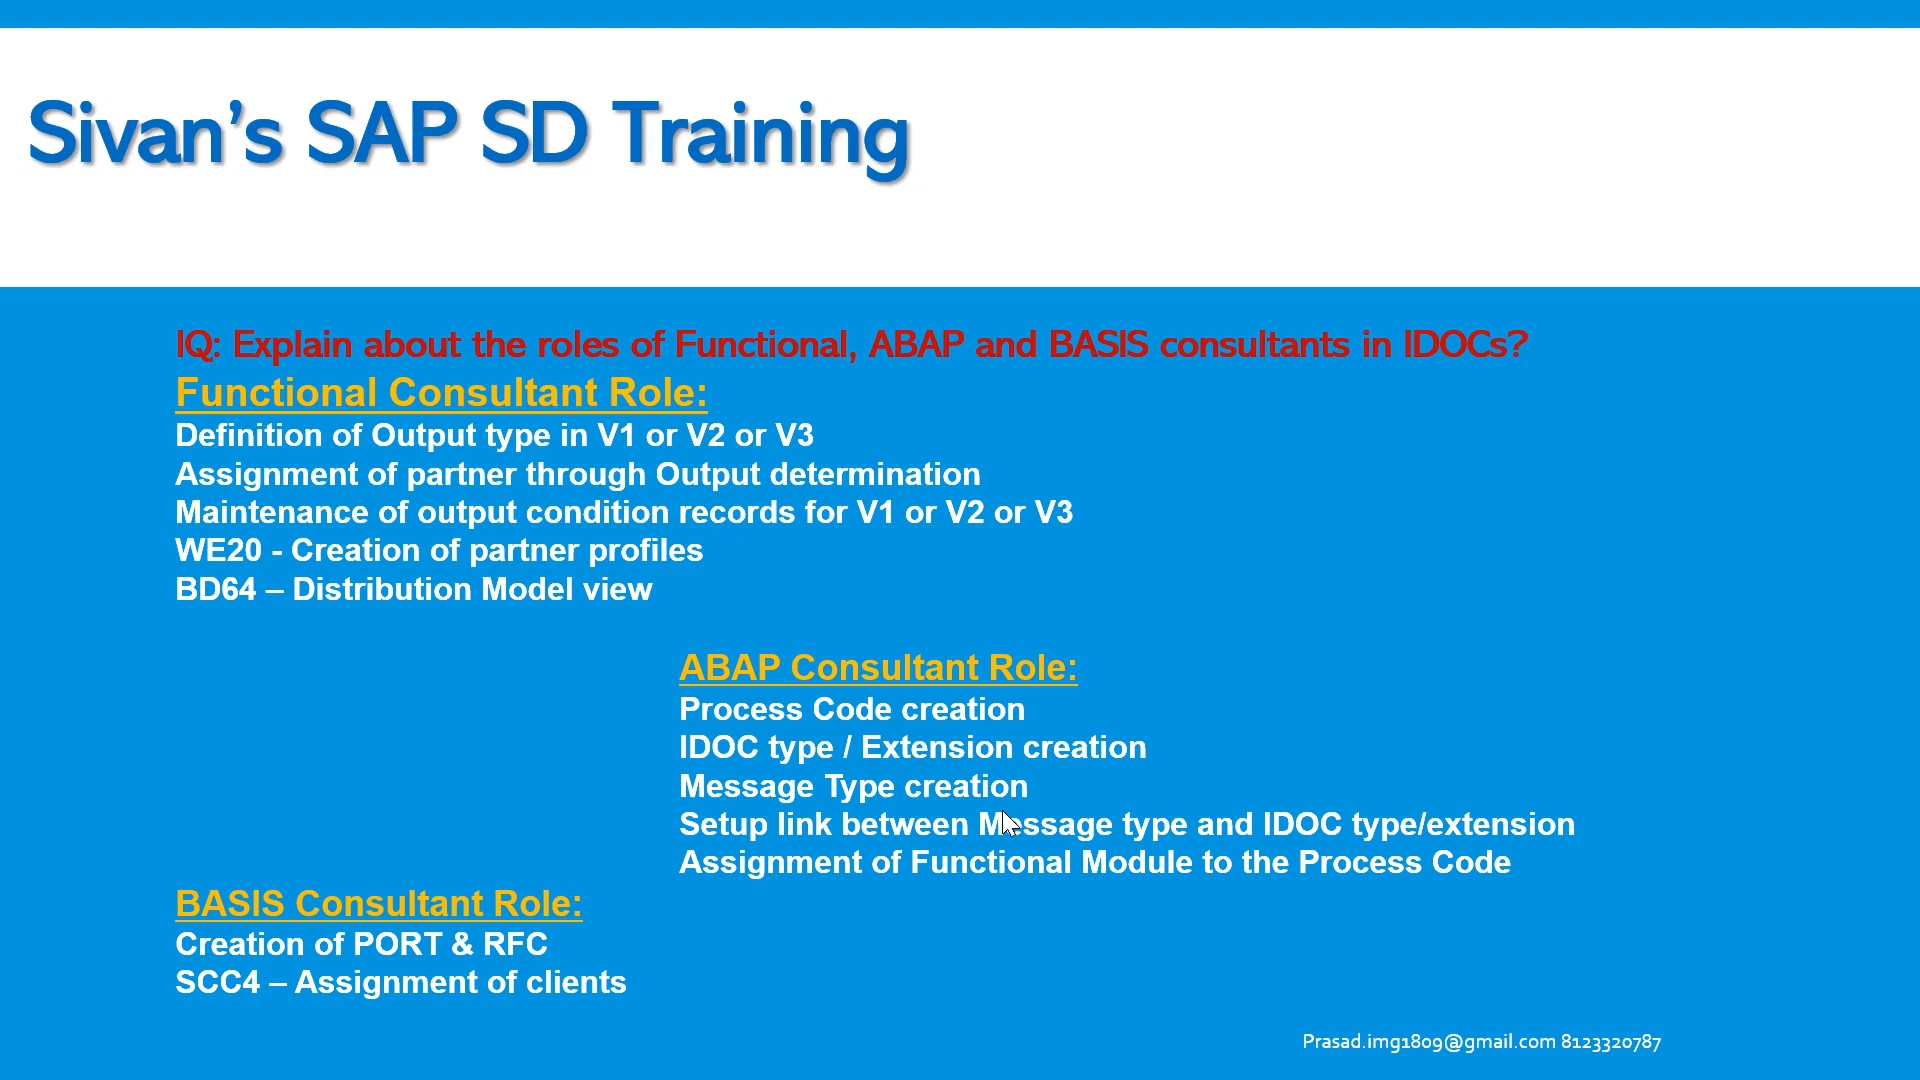 Sivan’s SAP SD Training
IQ: Explain about the roles of Functional, ABAP and BASIS consultants in IDOCs?
Functional Consultant Role:
Definition of Output type in V1 or V2 or V3
Assignment of partner through Output determination
Maintenance of output condition records for V1 or V2 or V3
WE20 - Creation of partner profiles
BD64 – Distribution Model view
ABAP Consultant Role:
Process Code creation
IDOC type / Extension creation
Message Type creation
Setup link between Message type and IDOC type/extension
Assignment of Functional Module to the Process Code
BASIS Consultant Role:
Creation of PORT & RFC
SCC4 – Assignment of clients
Prasad.img1809@gmail.com 8123320787